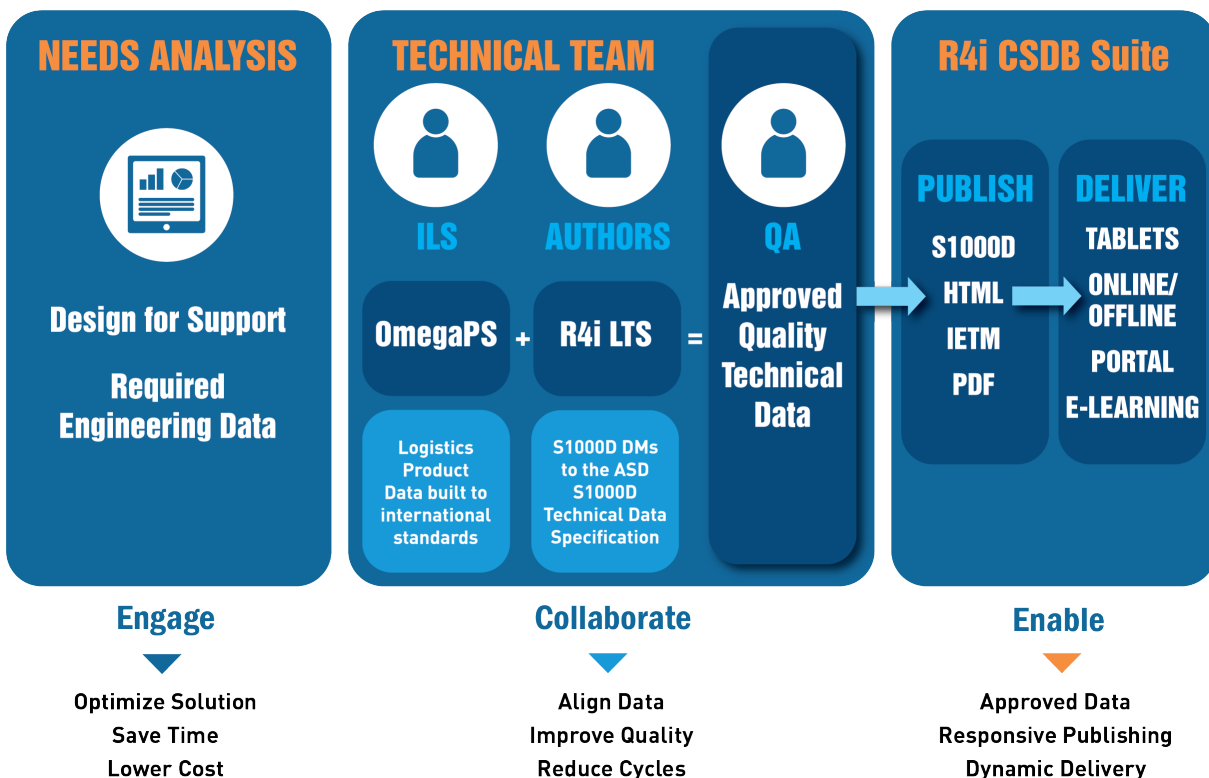 NEEDS ANALYSIS
Design for Support
Required
Engineering Data
TECHNICAL TEAM
ILS
AUTHORS
QA
OmegaPS
+
R4i LTS
=
Approved
Quality
Technical
Data
Logistics
Product
Data built to
international
standards
S1000D DMs
to the ASD
S1000D
Technical Data
Specification
R4i CSDB Suite
PUBLISH
S1000D
HTML
IETM
PDF
DELIVER
TABLETS
ONLINE/
OFFLINE
PORTAL
E-LEARNING
Engage
Optimize Solution
Save Time
Lower Cost
Collaborate
Align Data
Improve Quality
Reduce Cycles
Enable
Approved Data
Responsive Publishing
Dynamic Delivery